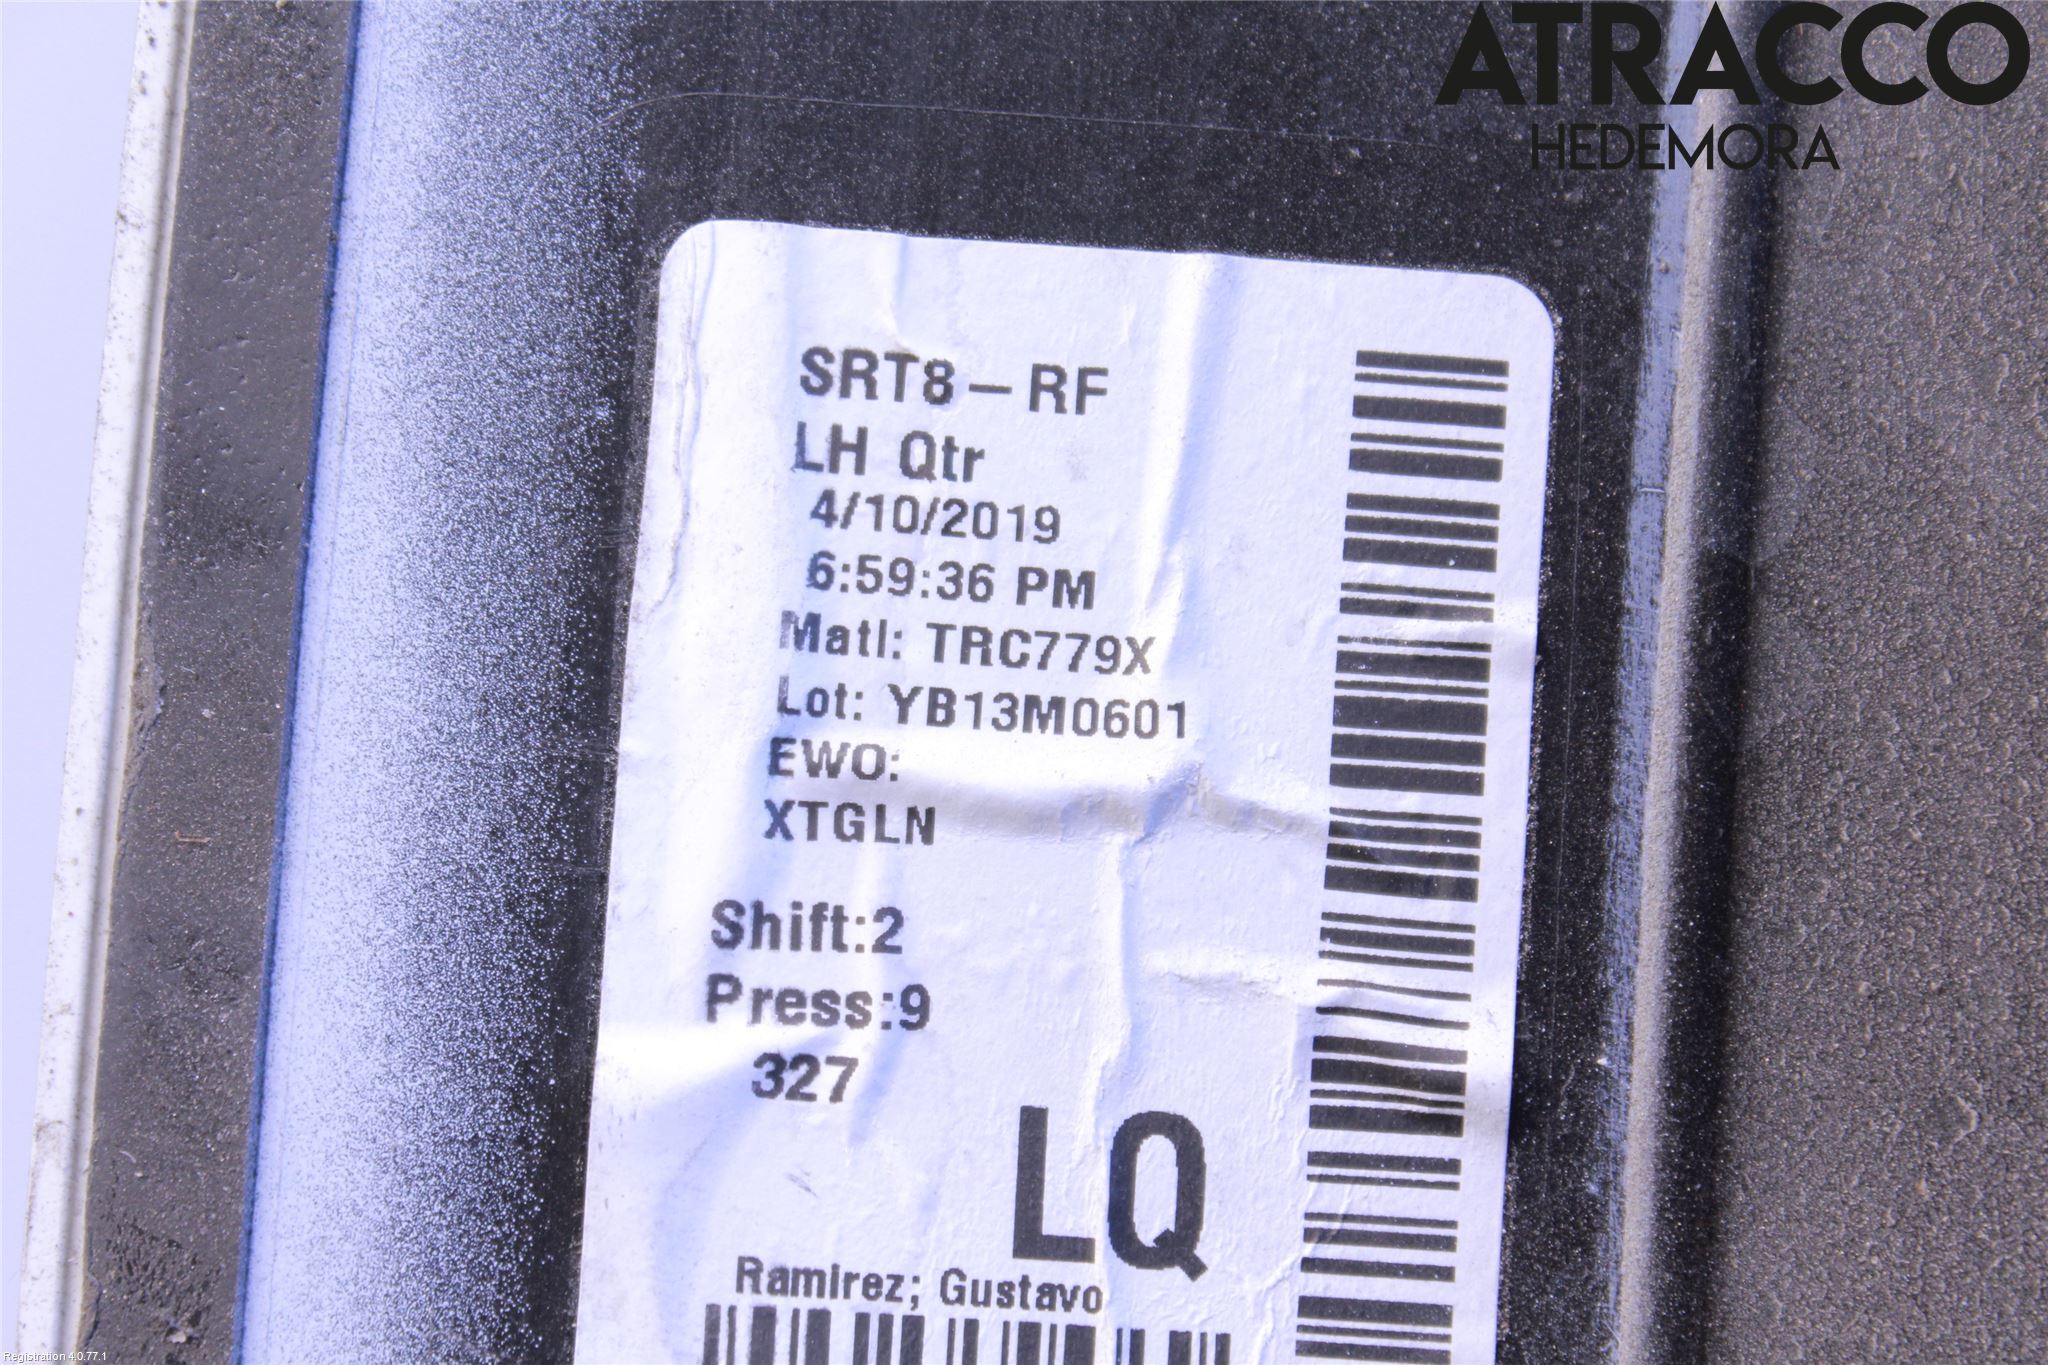 ATRACCO
HEDEMORA
SRT8-RF
LH Qtr
4/10/2019
6:59:36 PM
Matl: TRC779X
Lot: YB13M0601
EWO:
XTGLN
Shift:2
Press:9
327
LQ
Ramirez; Gustavo
Registration 4.0.77.1